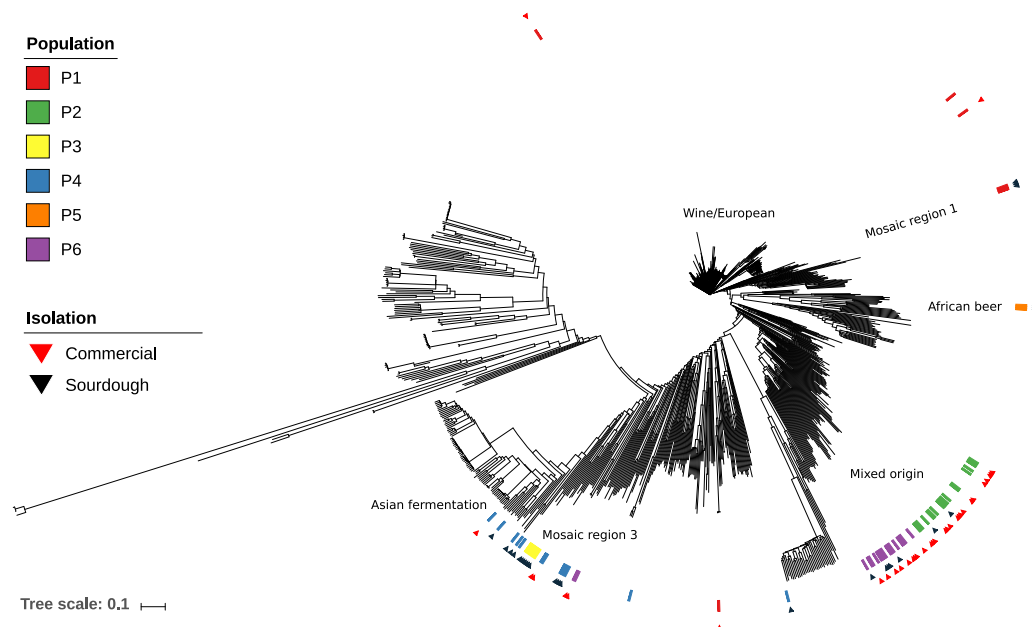 Population
P1
P2
P3
P4
P5
P6
Isolation
Commercial
Sourdough
Wine/European
Mosaic region 1
African beer
Mixed origin
Asian fermentation
Mosaic region 3
Tree scale: 0.1